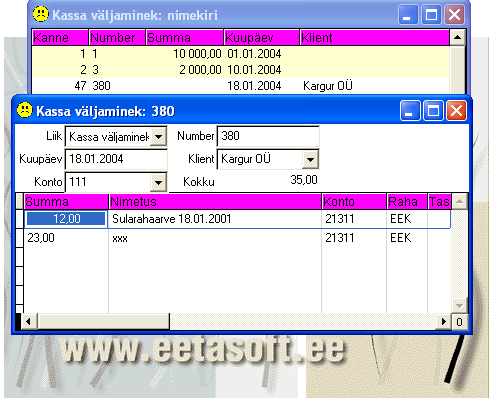 Kassa väljaminek: nimekiri
Kanne Number Summa Kuupäev Klient
1 1 10 000,00 01.01.2004
2 3 2 000,00 10.01.2004
47 380 18.01.2004 Kargur OÜ
Kassa väljaminek: 380
Liik Kassa väljaminek Number 380
Kuupäev 18.01.2004 Klient Kargur OÜ
Konto 111 Kokku 35,00
Summa Nimetus Konto Raha Tas
12,00 Sularahaarve 18.01.2001 21311 EEK
23,00 xxx 21311 EEK
0
www.eetasoft.ee